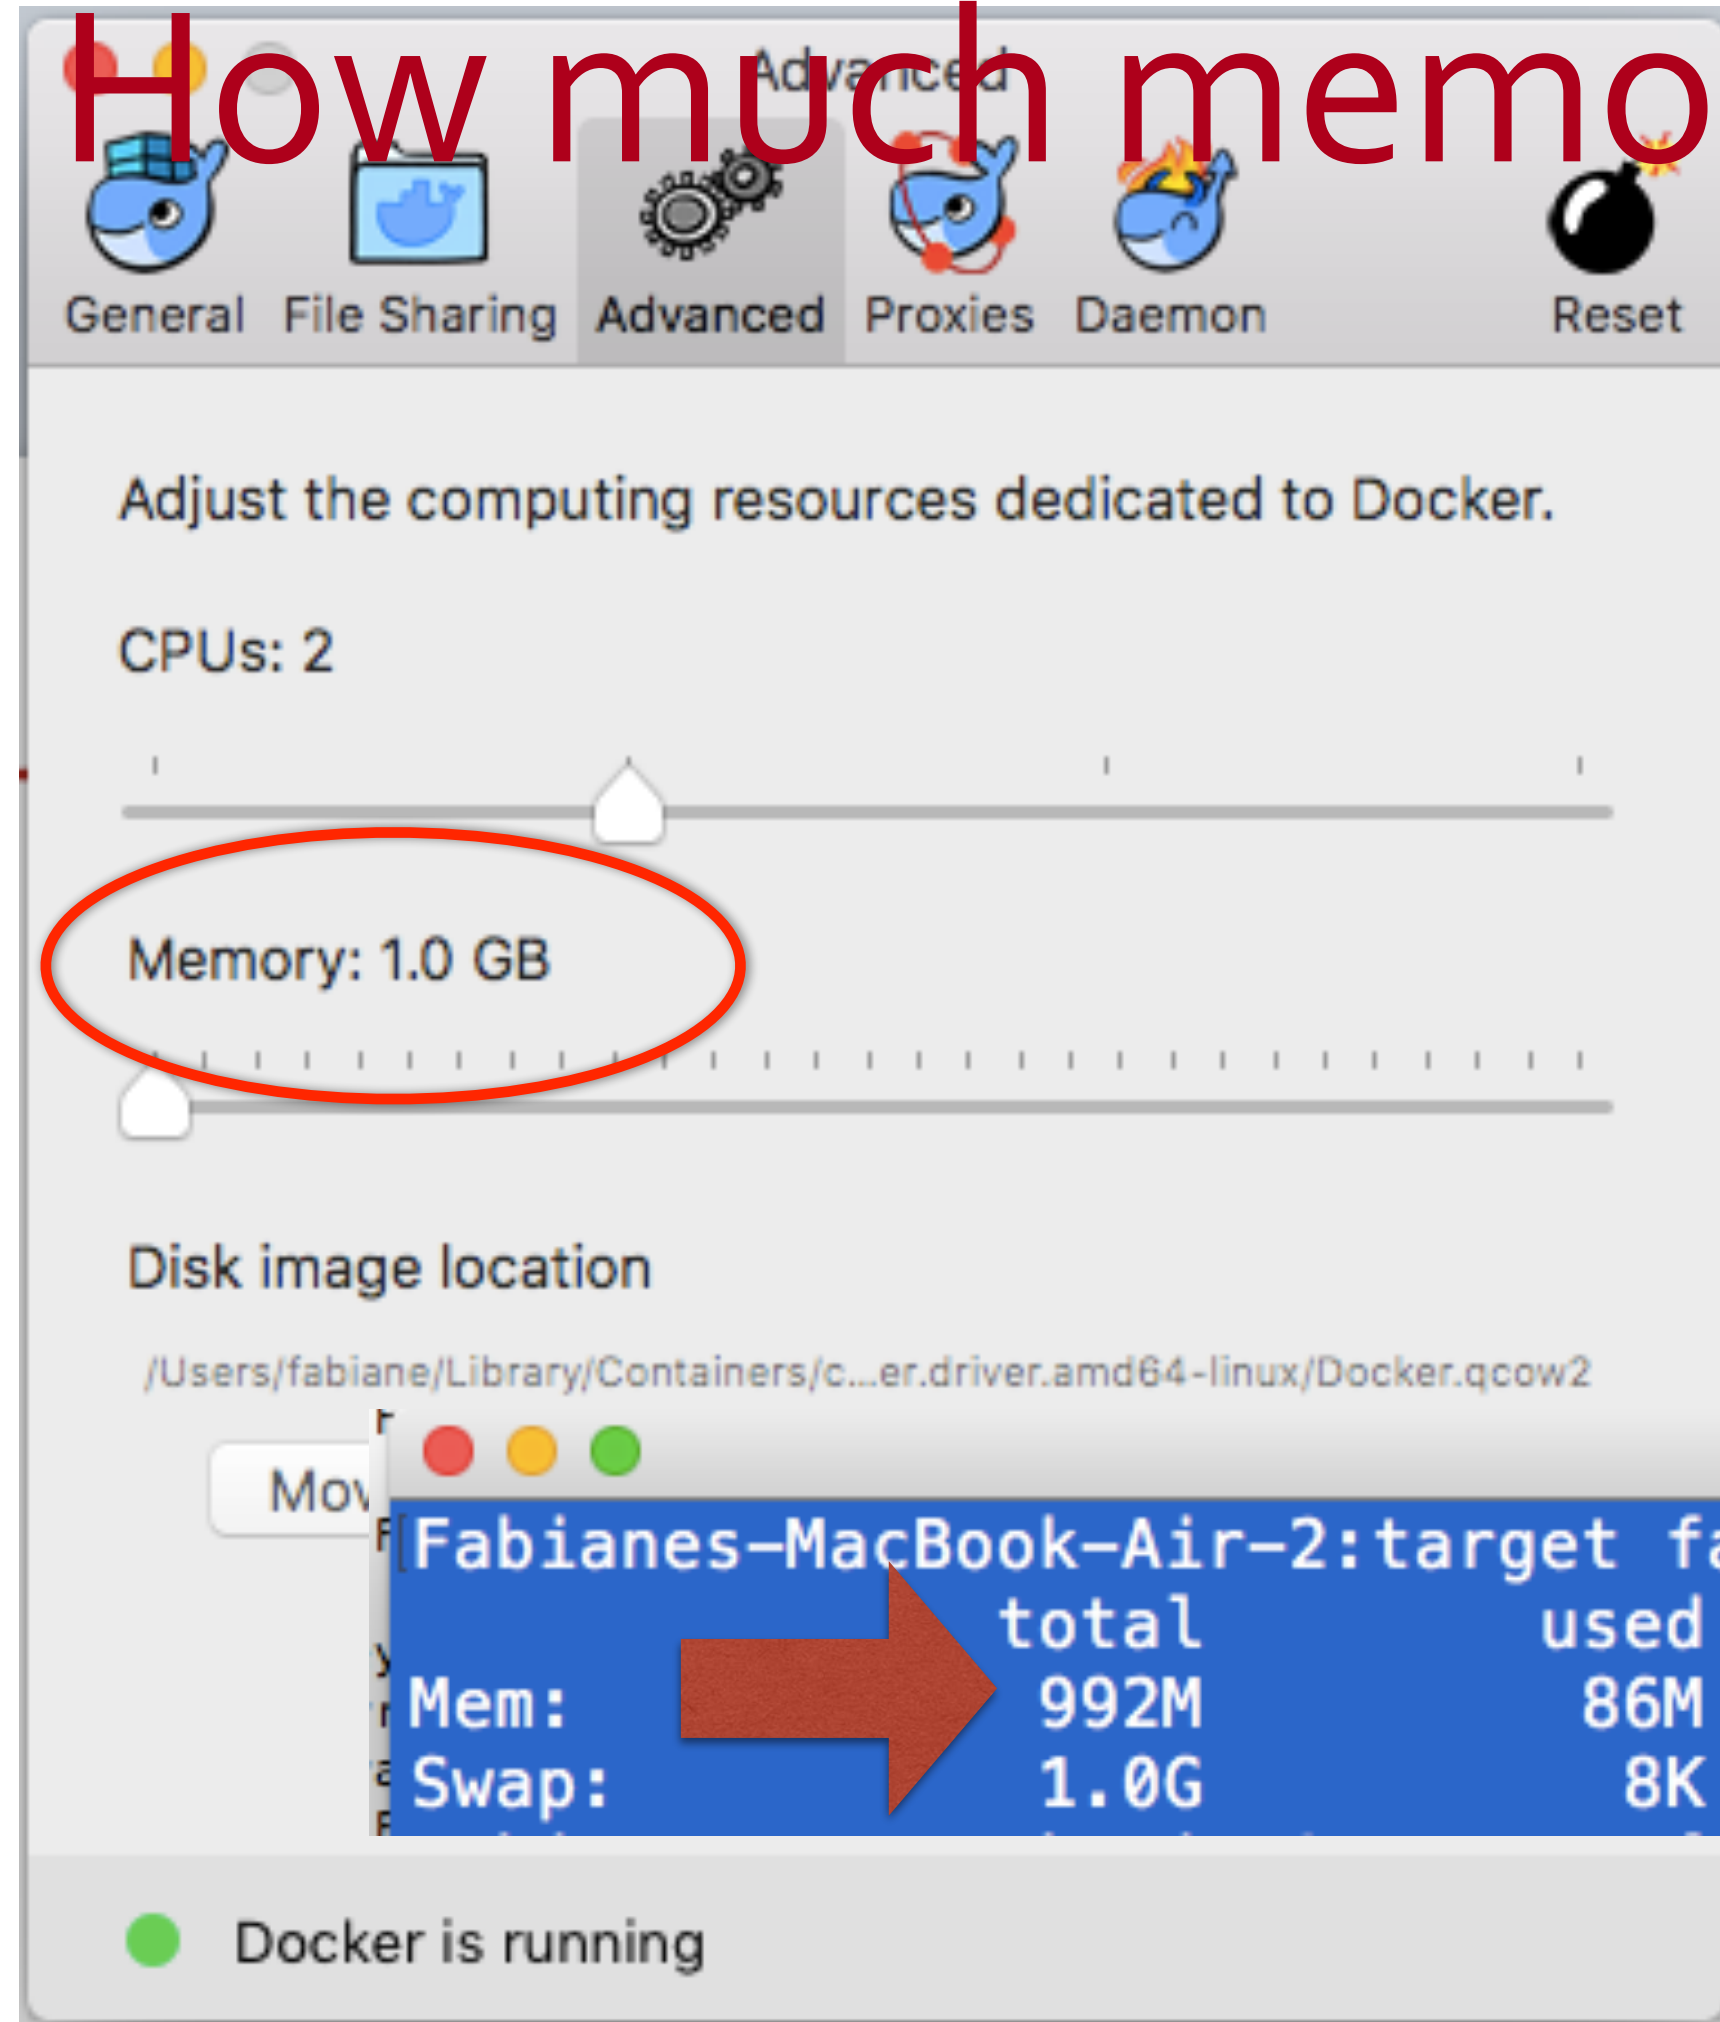 How much memo
Advanced
General File Sharing Advanced Proxies Daemon Reset
Adjust the computing resources dedicated to Docker.
CPUs: 2
Memory: 1.0 GB
Disk image location
/Users/fabiane/Library/Containers/c...er.driver.amd64-linux/Docker.qcow2
Mov
[Fabianes-MacBook-Air-2:target fa
total used
Mem: 992M 86M
Swap: 1.0G 8K
Docker is running